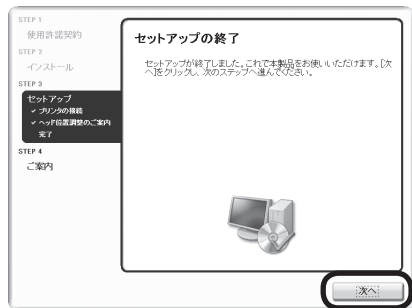 STEP 1
使用許諾契約
STEP 2
インストール
STEP 3
セットアップ
✓ プリンタの接続
✓ ヘッド位置調整のご案内
完了
STEP 4
ご案内
セットアップの終了
セットアップが終了しました。これで本製品をお使いいただけます。[次
へ]をクリックし、次のステップへ進んでください。
次へ